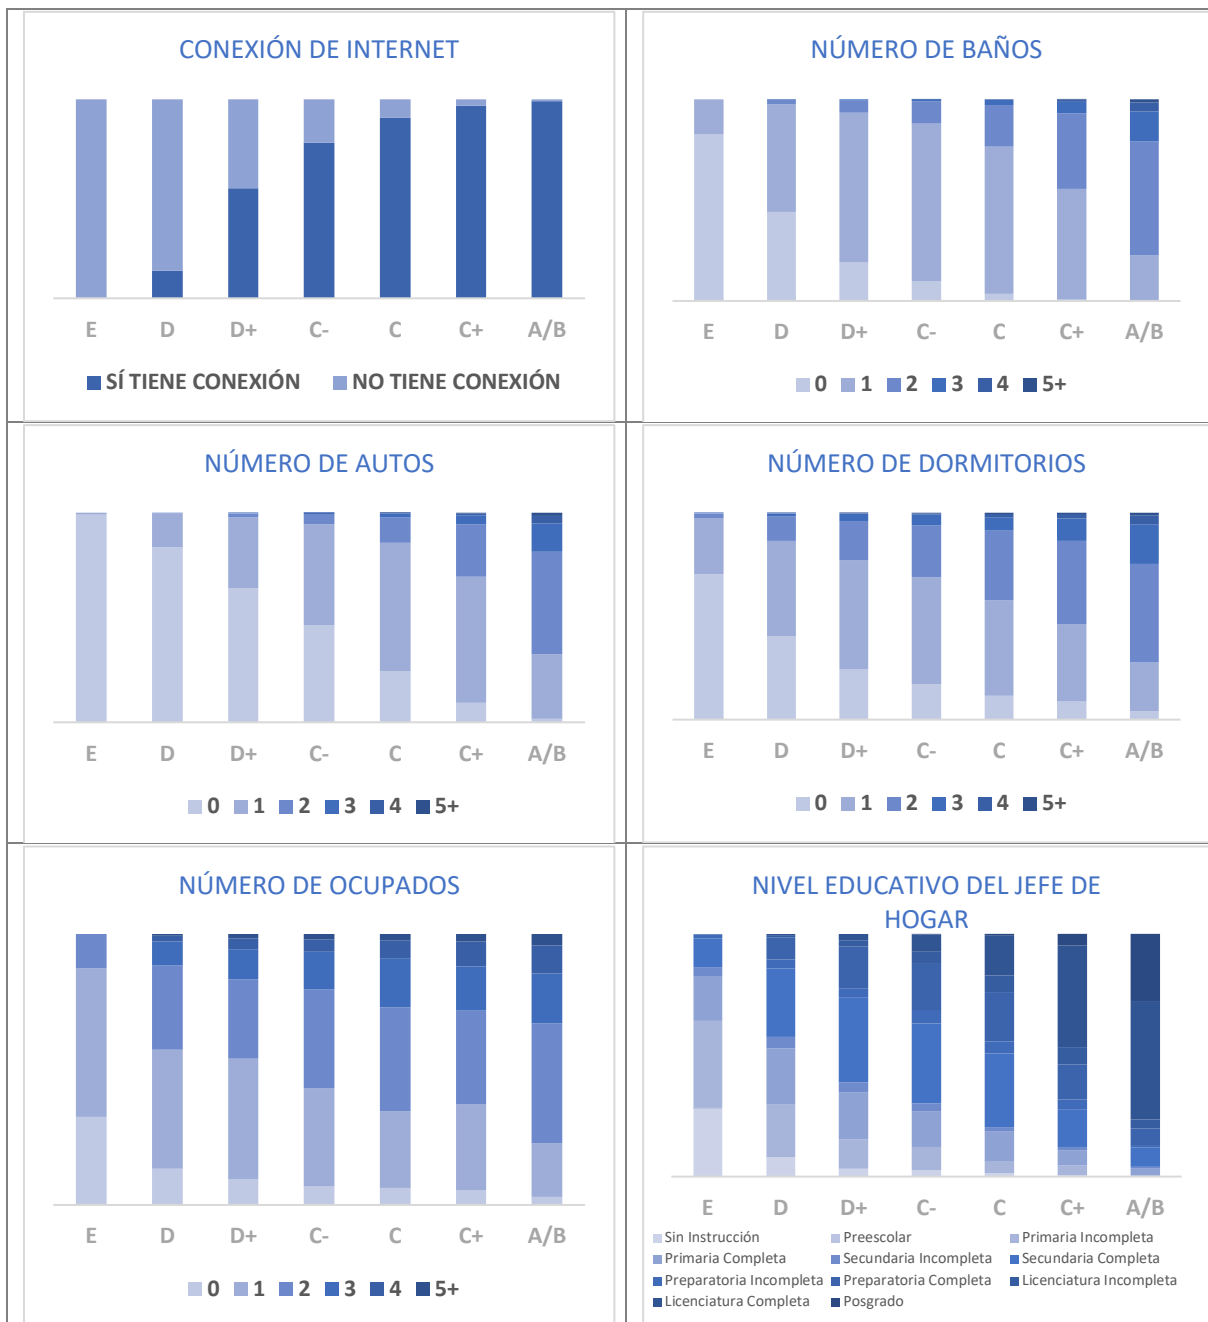 CONEXIÓN DE INTERNET
E D D+ C- C C+ A/B
SÍ TIENE CONEXIÓN NO TIENE CONEXIÓN
NÚMERO DE BAÑOS
E D D+ C- C C+ A/B
0 1 2 3 4 5+
NÚMERO DE AUTOS
E D D+ C- C C+ A/B
0 1 2 3 4 5+
NÚMERO DE DORMITORIOS
E D D+ C- C C+ A/B
0 1 2 3 4 5+
NÚMERO DE OCUPADOS
E D D+ C- C C+ A/B
0 1 2 3 4 5+
NIVEL EDUCATIVO DEL JEFE DE
HOGAR
E D D+ C- C C+ A/B
Sin Instrucción Preescolar Primaria Incompleta
Primaria Completa Secundaria Incompleta Secundaria Completa
Preparatoria Incompleta Preparatoria Completa Licenciatura Incompleta
Licenciatura Completa Posgrado